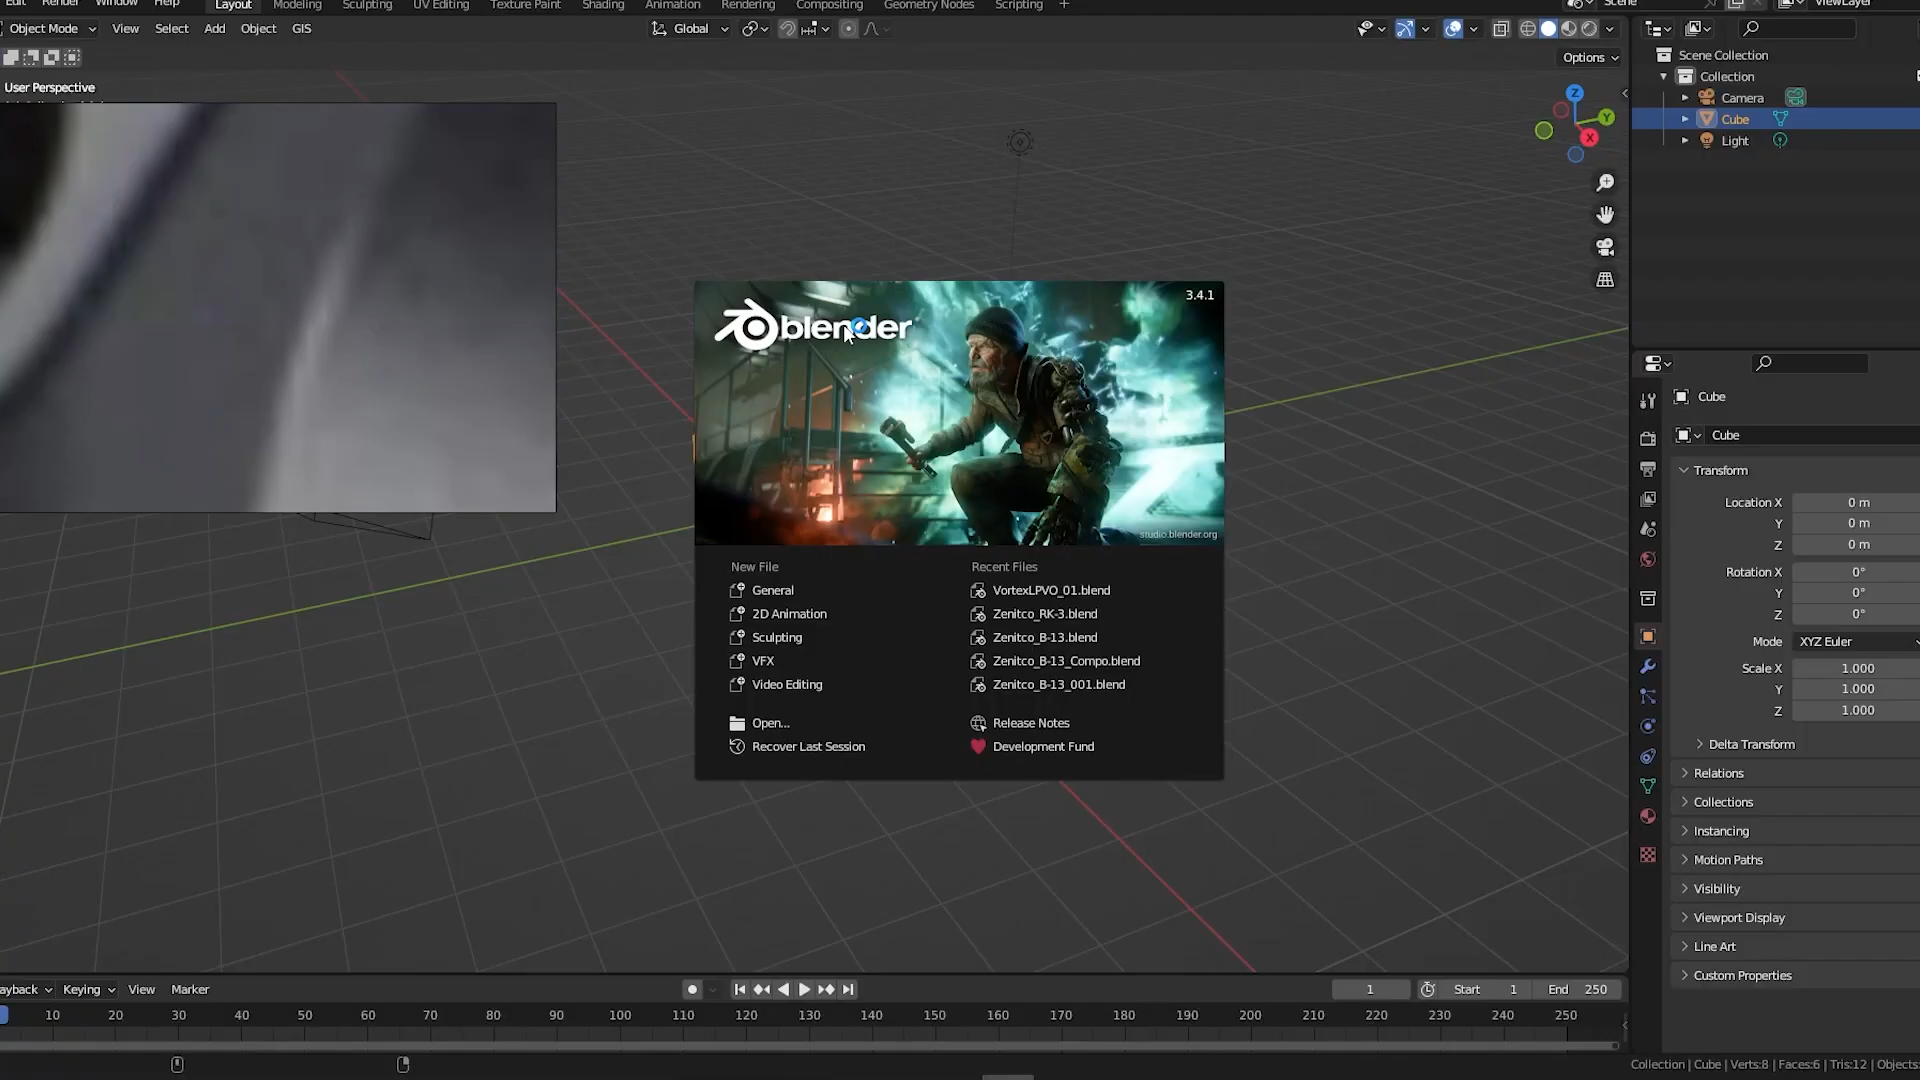 Edit Render Window Help Layout Modeling Sculpting UV Editing Texture Paint Shading Animation Rendering Compositing Geometry Nodes Scripting + Scene ViewLayer
Object Mode View Select Add Object GIS Global
Options
User Perspective
Z
Y
X
Scene Collection
Collection
Camera
Cube
Light
3.4.1
blender
studio.blender.org
New File
General
2D Animation
Sculpting
VFX
Video Editing
Open...
Recover Last Session
Recent Files
VortexLPVO_01.blend
Zenitco_RK-3.blend
Zenitco_B-13.blend
Zenitco_B-13_Compo.blend
Zenitco_B-13_001.blend
Release Notes
Development Fund
Cube
Cube
Transform
Location X 0 m
Y 0 m
Z 0 m
Rotation X 0°
Y 0°
Z 0°
Mode XYZ Euler
Scale X 1.000
Y 1.000
Z 1.000
Delta Transform
Relations
Collections
Instancing
Motion Paths
Visibility
Viewport Display
Line Art
Custom Properties
ayback Keying View Marker 1 Start 1 End 250
10 20 30 40 50 60 70 80 90 100 110 120 130 140 150 160 170 180 190 200 210 220 230 240 250
Collection | Cube | Verts:8 | Faces:6 | Tris:12 | Objects: